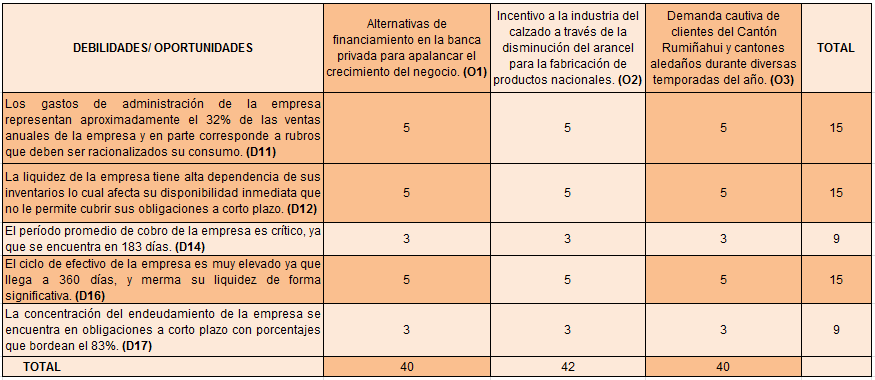 DEBILIDADES/ OPORTUNIDADES
Alternativas de
financiamiento en la banca
privada para apalancar el
crecimiento del negocio. (O1)
Incentivo a la industria del
calzado a través de la
disminución del arancel
para la fabricación de
productos nacionales. (O2)
Demanda cautiva de
clientes del Cantón
Rumiñahui y cantones
aledaños durante diversas
temporadas del año. (O3)
TOTAL
Los gastos de administración de la empresa
representan aproximadamente el 32% de las ventas
anuales de la empresa y en parte corresponde a rubros
que deben ser racionalizados su consumo. (D11)
5 5 5 15
La liquidez de la empresa tiene alta dependencia de sus
inventarios lo cual afecta su disponibilidad inmediata que
no le permite cubrir sus obligaciones a corto plazo. (D12)
5 5 5 15
El período promedio de cobro de la empresa es crítico, ya
que se encuentra en 183 días. (D14)
3 3 3 9
El ciclo de efectivo de la empresa es muy elevado ya que
llega a 360 días, y merma su liquidez de forma
significativa. (D16)
5 5 5 15
La concentración del endeudamiento de la empresa se
encuentra en obligaciones a corto plazo con porcentajes
que bordean el 83%. (D17)
3 3 3 9
TOTAL 40 42 40